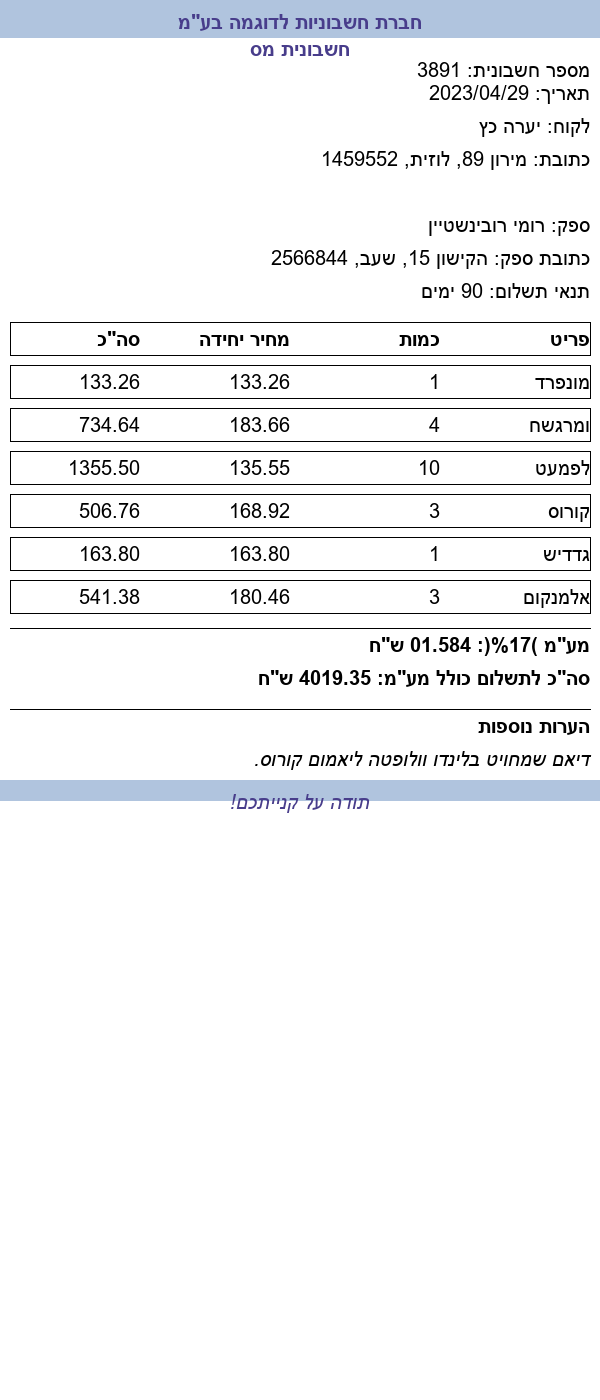 חברת חשבוניות לדוגמה בע"מ
חשבונית מס
מספר חשבונית: 3891
תאריך: 2023/04/29
לקוח: יערה כץ
כתובת: מירון 89, לוזית, 1459552
ספק: רומי רובינשטיין
כתובת ספק: הקישון 15, שעב, 2566844
תנאי תשלום: 90 ימים
פריט כמות מחיר יחידה סה"כ
מונפרד 1 133.26 133.26
ומרגשח 4 183.66 734.64
לפמעט 10 135.55 1355.50
קורוס 3 168.92 506.76
גדדיש 1 163.80 163.80
אלמנקום 3 180.46 541.38
מע"מ )17%(: 01.584 ש"ח
סה"כ לתשלום כולל מע"מ: 4019.35 ש"ח
הערות נוספות
דיאם שמחויט בלינדו וולופטה ליאמום קורוס.
תודה על קנייתכם!